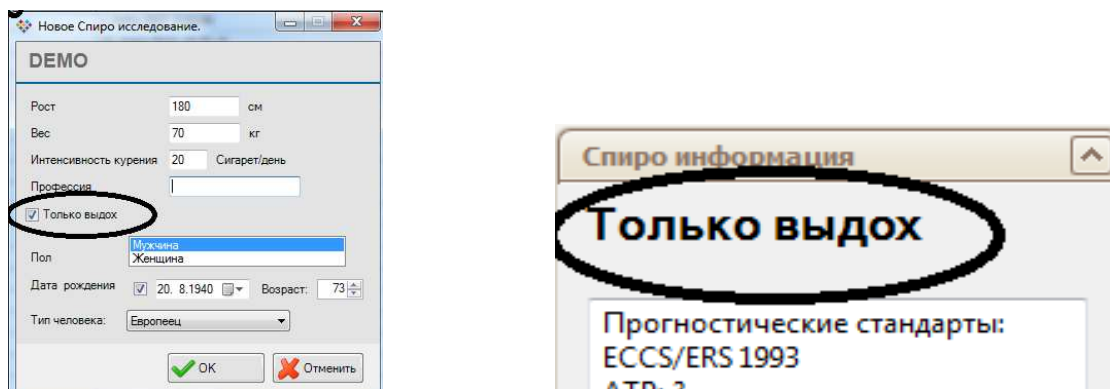 Новое Спиро исследование.
DEMO
Рост 180 см
Вес 70 кг
Интенсивность курения 20 Сигарет/день
Профессия
Только выдох
Пол
Мужчина
Женщина
Дата рождения 20. 8.1940 Возраст: 73
Тип человека: Европеец
OK Отменить
Спиро информация
Только выдох
Прогностические стандарты:
ECCS/ERS 1993